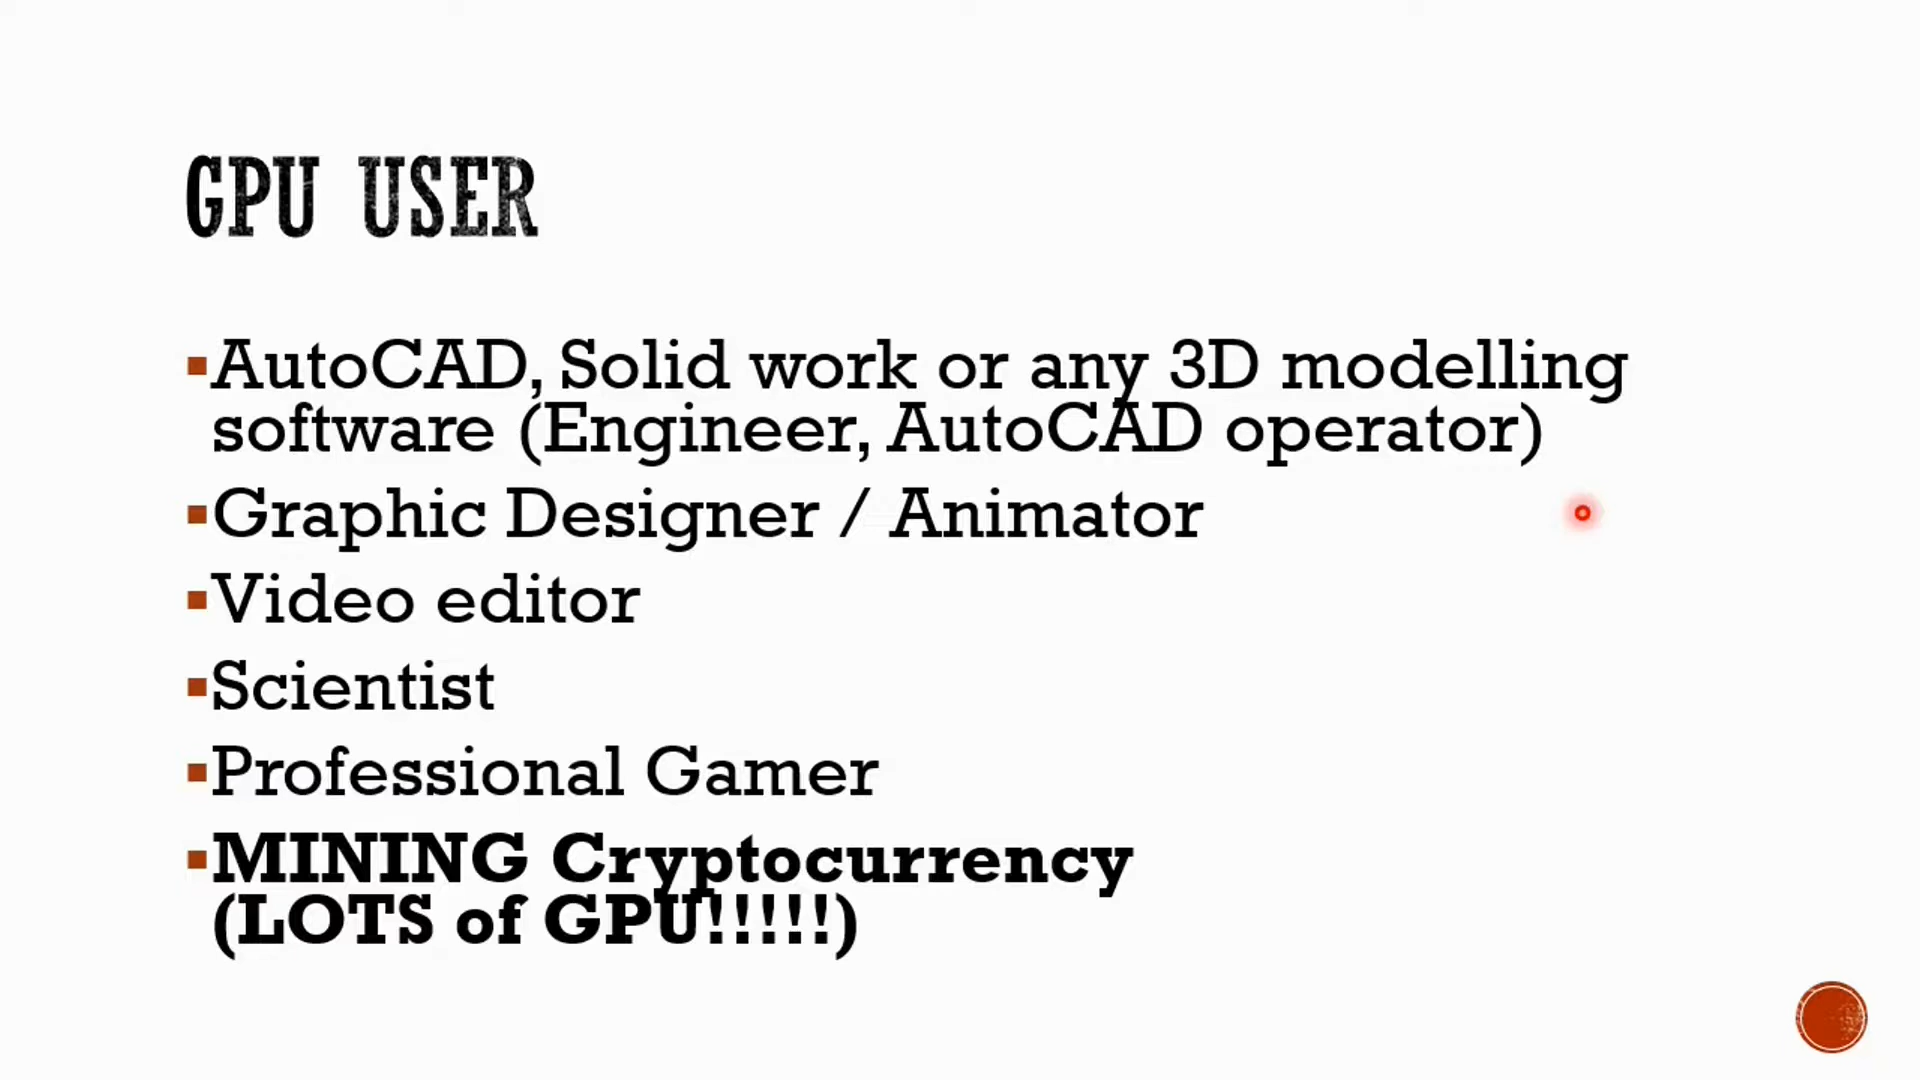 GPU USER
▪AutoCAD, Solid work or any 3D modelling
software (Engineer, AutoCAD operator)
▪Graphic Designer / Animator
▪Video editor
▪Scientist
▪Professional Gamer
▪MINING Cryptocurrency
(LOTS of GPU!!!!!)